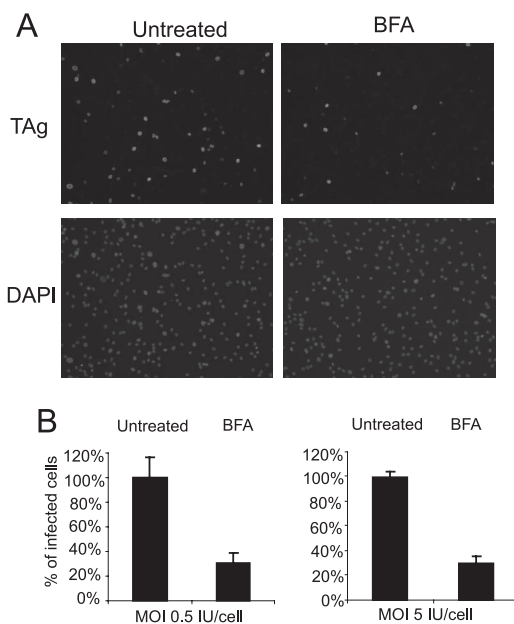 A
Untreated BFA
TAg
DAPI
B
Untreated BFA
Untreated BFA
% of infected cells
120%
100%
80%
60%
40%
20%
0%
MOI 0.5 IU/cell
120%
100%
80%
60%
40%
20%
0%
MOI 5 IU/cell